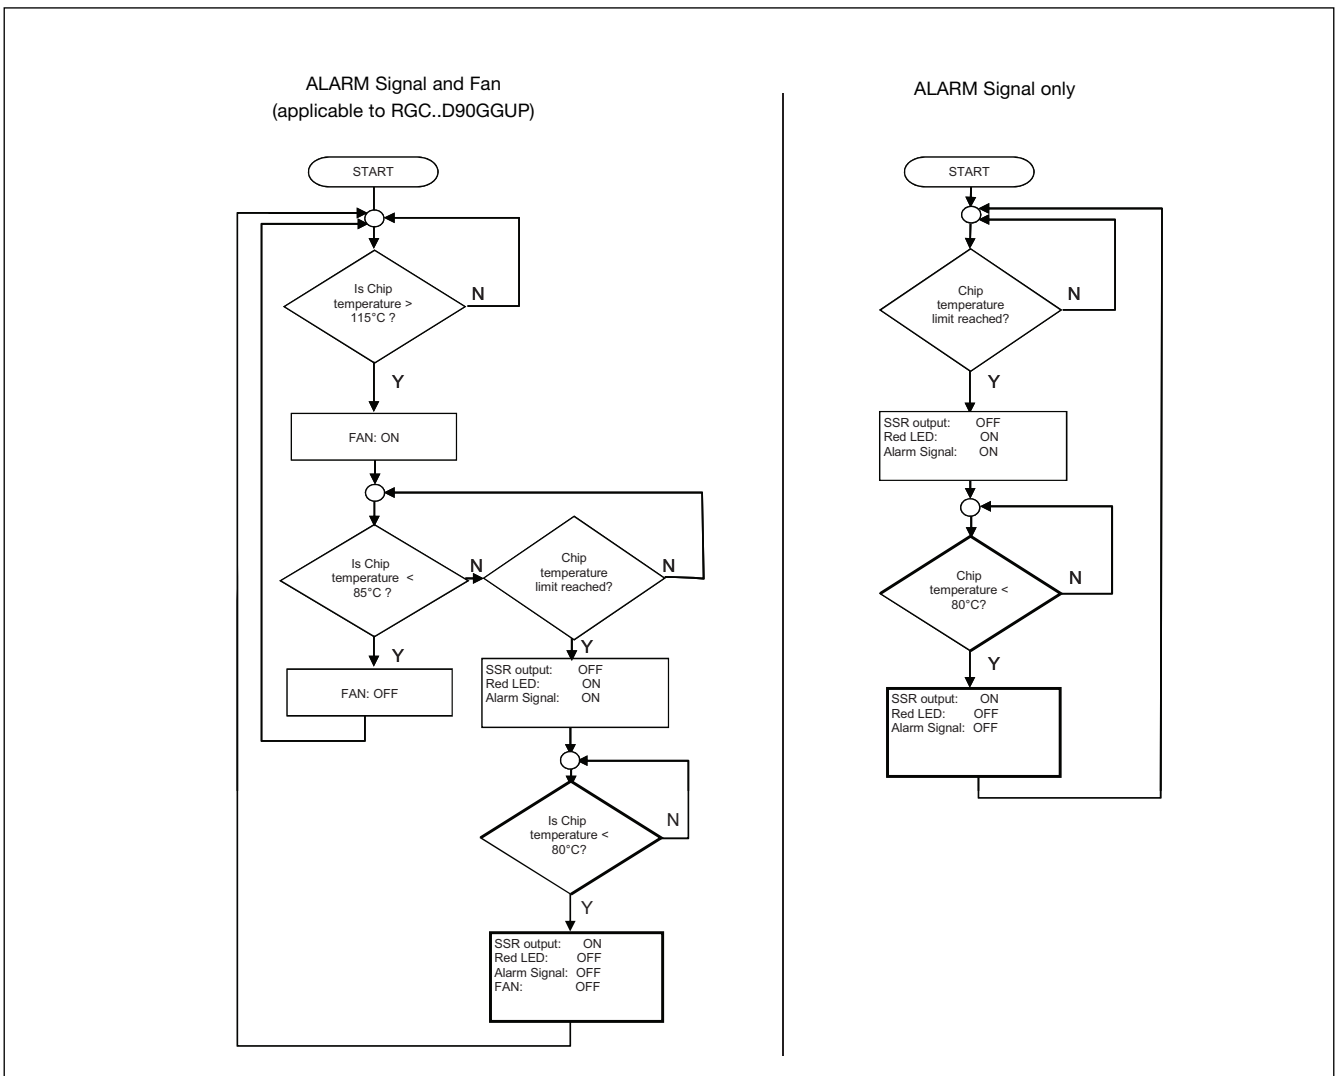 ALARM Signal and Fan
(applicable to RGC..D90GGUP)
START
Is Chip
temperature >
115°C ?
N
Y
FAN: ON
Is Chip
temperature <
85°C ?
N
Chip
temperature
limit reached?
N
Y
FAN: OFF
Y
SSR output: OFF
Red LED: ON
Alarm Signal: ON
Is Chip
temperature <
80°C?
N
Y
SSR output: ON
Red LED: OFF
Alarm Signal: OFF
FAN: OFF
ALARM Signal only
START
Chip
temperature
limit reached?
N
Y
SSR output: OFF
Red LED: ON
Alarm Signal: ON
Chip
temperature <
80°C?
N
Y
SSR output: ON
Red LED: OFF
Alarm Signal: OFF